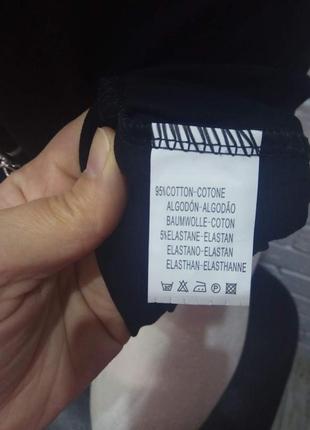 95%COTTON-COTONE
ALGODÓN-ALGODÃO
BAUMWOLLE-COTON
5%ELASTANE-ELASTAN
ELASTANO-ELASTAN
ELASTHAN-ELASTHANNE